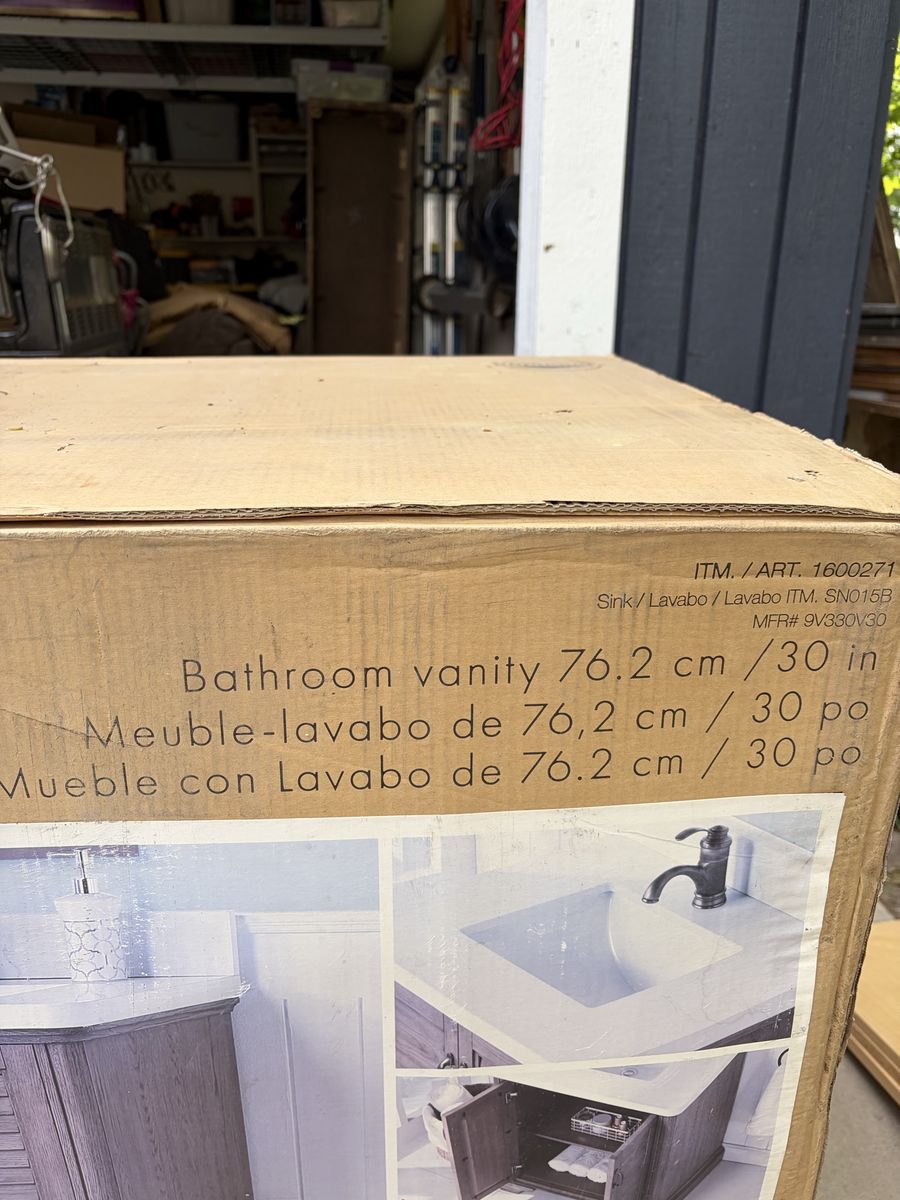 ITM. / ART. 1600271
Sink / Lavabo / Lavabo ITM. SN015B
MFR# 9V330V30
Bathroom vanity 76.2 cm / 30 in
Meuble-lavabo de 76,2 cm / 30 po
Mueble con Lavabo de 76.2 cm / 30 po